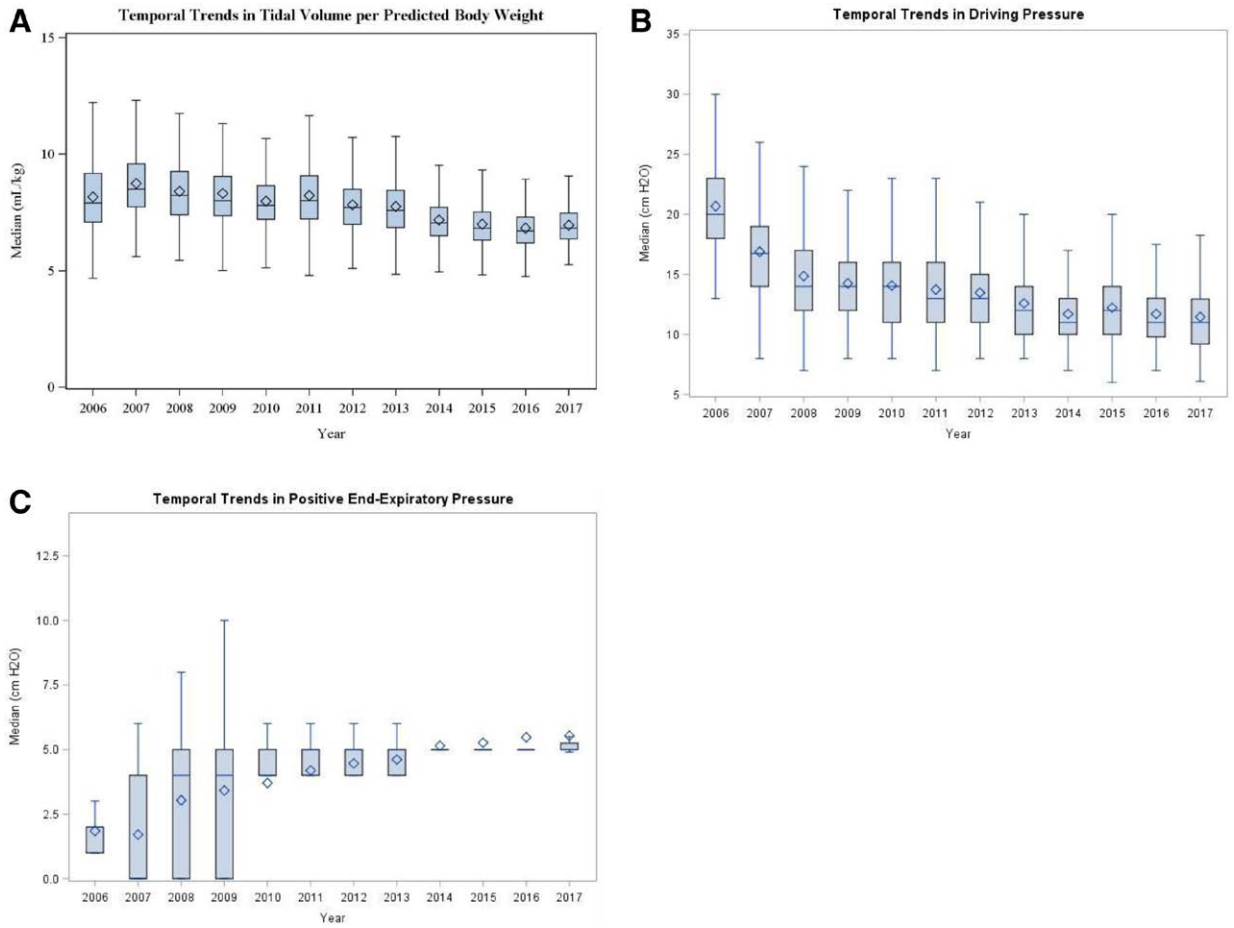 A
Temporal Trends in Tidal Volume per Predicted Body Weight
15
10
5
0
Median (mL/kg)
2006 2007 2008 2009 2010 2011 2012 2013 2014 2015 2016 2017
Year
B
Temporal Trends in Driving Pressure
35
30
25
20
15
10
5
Median (cm H2O)
2006 2007 2008 2009 2010 2011 2012 2013 2014 2015 2016 2017
Year
C
Temporal Trends in Positive End-Expiratory Pressure
12.5
10.0
7.5
5.0
2.5
0.0
Median (cm H2O)
2006 2007 2008 2009 2010 2011 2012 2013 2014 2015 2016 2017
Year